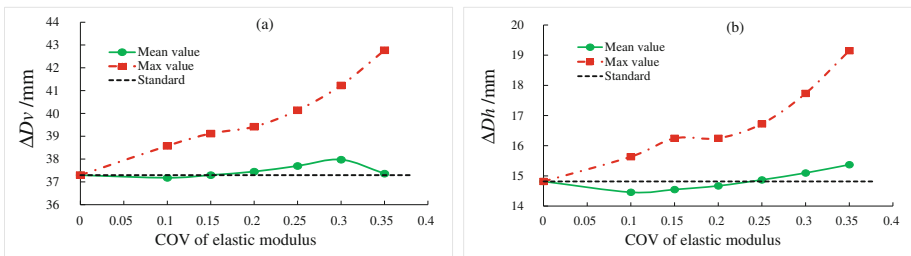 (a)
44
43
42
41
40
39
38
37
36
ΔDv /mm
Mean value
Max value
Standard
0 0.05 0.1 0.15 0.2 0.25 0.3 0.35 0.4
COV of elastic modulus
(b)
20
19
18
17
16
15
14
ΔDh /mm
Mean value
Max value
Standard
0 0.05 0.1 0.15 0.2 0.25 0.3 0.35 0.4
COV of elastic modulus